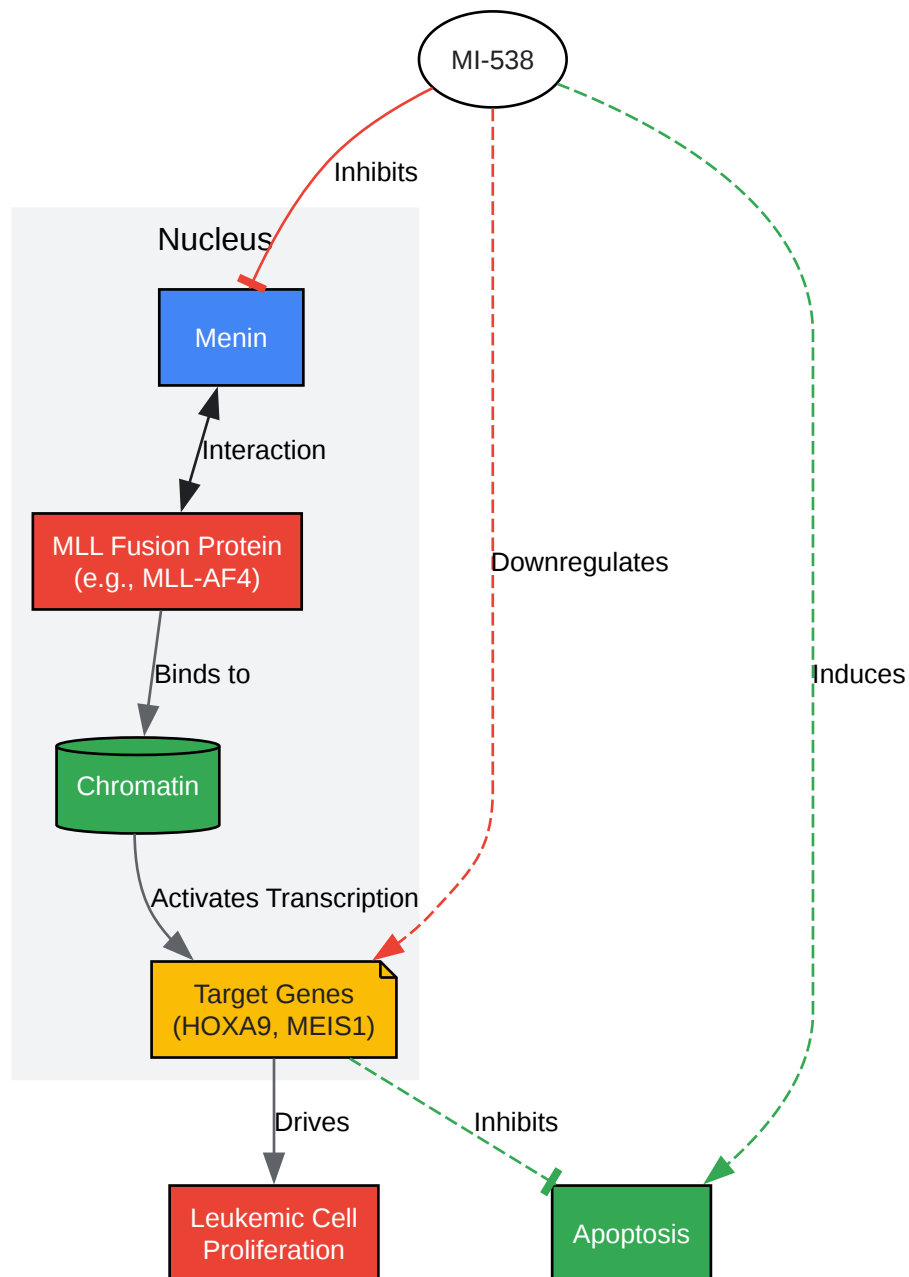 MI-538
Inhibits
Nucleus
Menin
Interaction
MLL Fusion Protein
(e.g., MLL-AF4)
Downregulates
Binds to
Induces
Chromatin
Activates Transcription
Target Genes
(HOXA9, MEIS1)
Drives
Inhibits
Leukemic Cell
Proliferation
Apoptosis